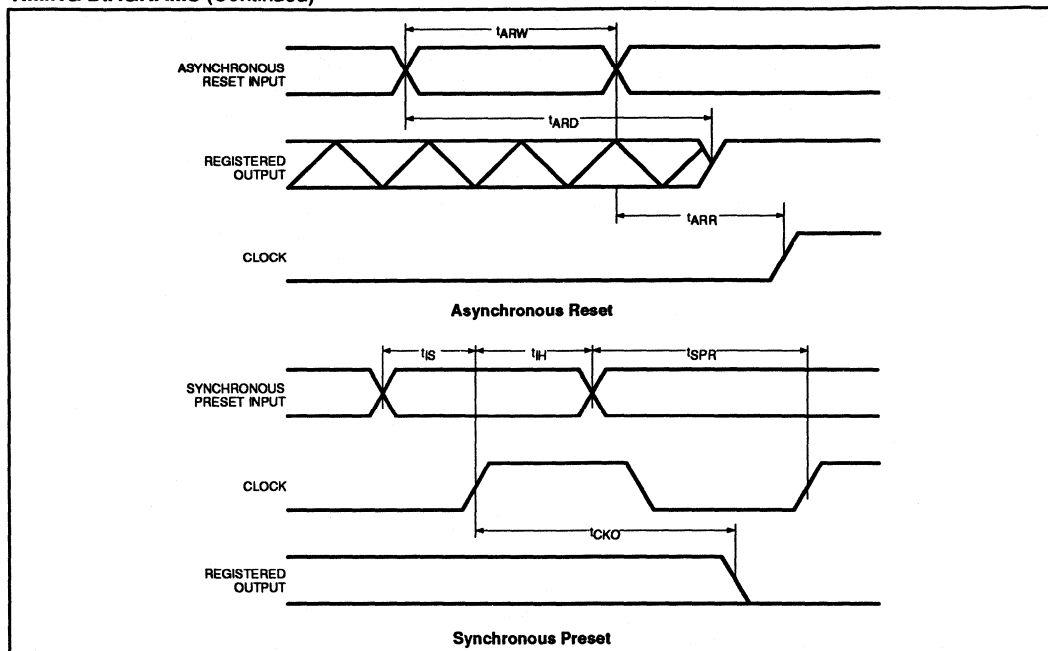 TIMING DIAGRAMS (Continued)
tARW
ASYNCHRONOUS
RESET INPUT
tARD
REGISTERED
OUTPUT
tARR
CLOCK
Asynchronous Reset
tIS
tIH
tSPR
SYNCHRONOUS
PRESET INPUT
CLOCK
tCKO
REGISTERED
OUTPUT
Synchronous Preset